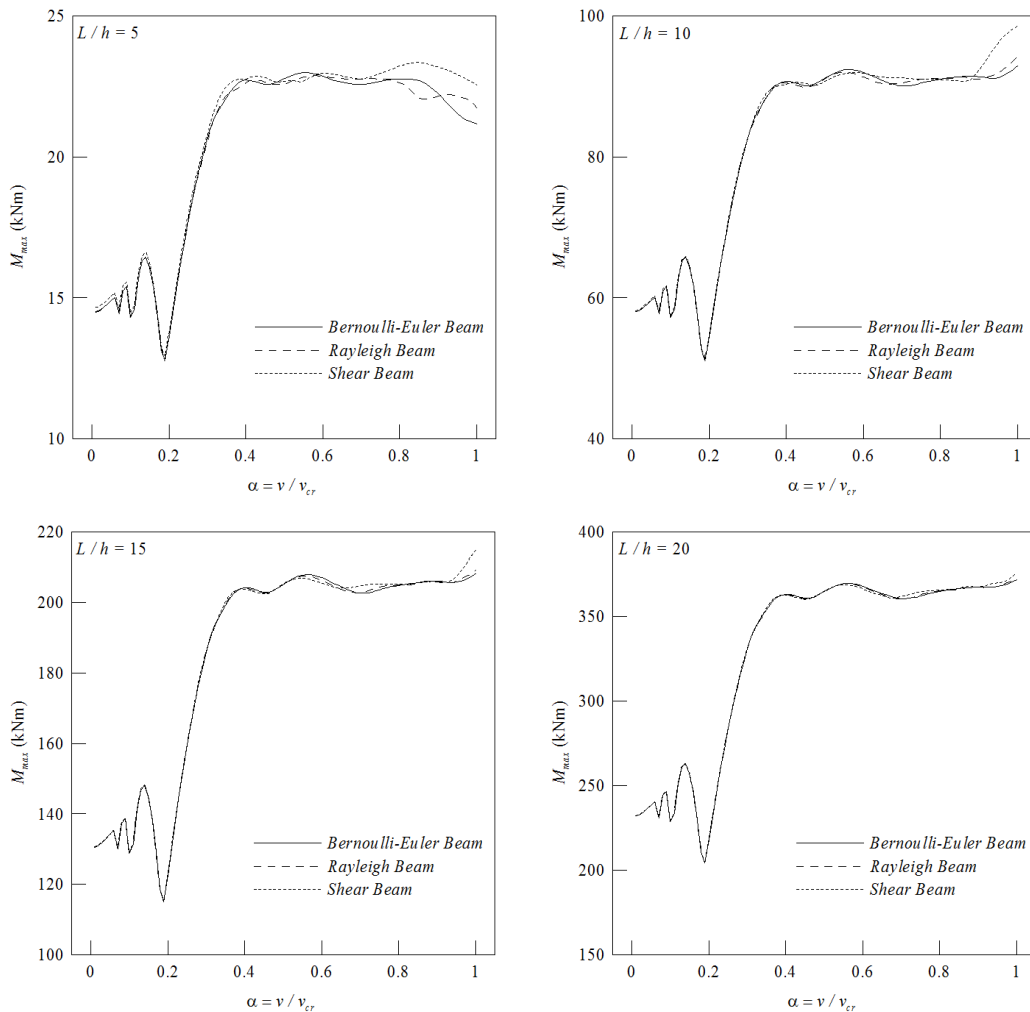 L / h = 5
25
20
15
10
M_max (kNm)
Bernoulli-Euler Beam
Rayleigh Beam
Shear Beam
0 0.2 0.4 0.6 0.8 1
α = v / v_cr
L / h = 10
100
80
60
40
M_max (kNm)
Bernoulli-Euler Beam
Rayleigh Beam
Shear Beam
0 0.2 0.4 0.6 0.8 1
α = v / v_cr
L / h = 15
220
200
180
160
140
120
100
M_max (kNm)
Bernoulli-Euler Beam
Rayleigh Beam
Shear Beam
0 0.2 0.4 0.6 0.8 1
α = v / v_cr
L / h = 20
400
350
300
250
200
150
M_max (kNm)
Bernoulli-Euler Beam
Rayleigh Beam
Shear Beam
0 0.2 0.4 0.6 0.8 1
α = v / v_cr